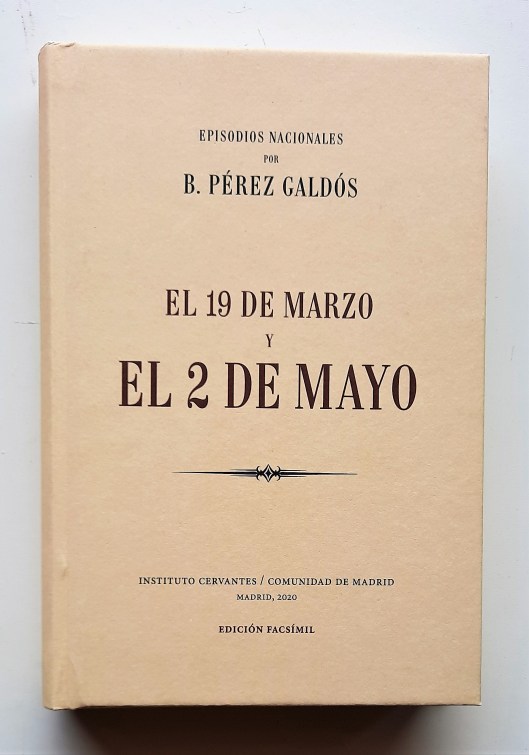 EPISODIOS NACIONALES
POR
B. PÉREZ GALDÓS
EL 19 DE MARZO
Y
EL 2 DE MAYO
INSTITUTO CERVANTES / COMUNIDAD DE MADRID
MADRID, 2020
EDICIÓN FACSÍMIL